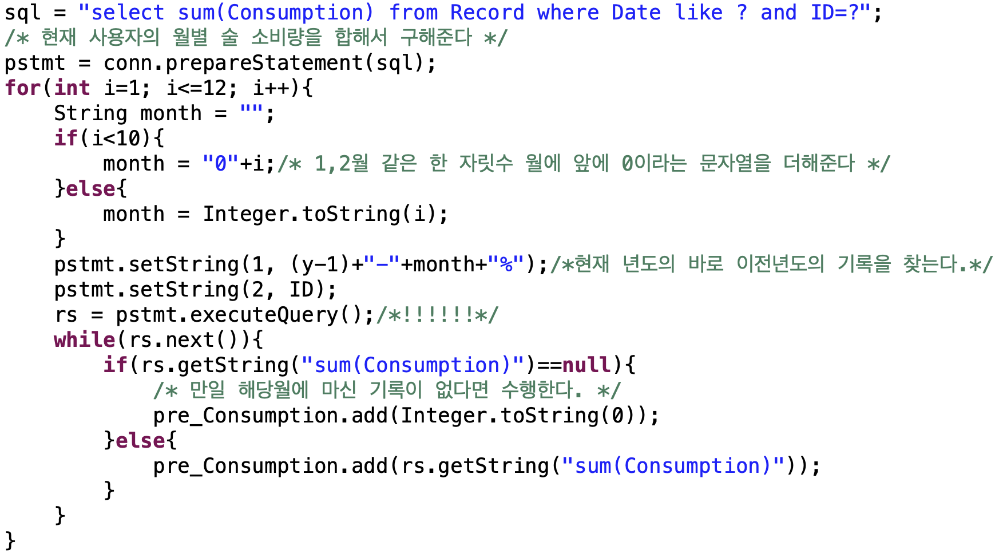 sql = "select sum(Consumption) from Record where Date like ? and ID=?";
/* 현재 사용자의 월별 술 소비량을 합해서 구해준다 */
pstmt = conn.prepareStatement(sql);
for(int i=1; i<=12; i++){
    String month = "";
    if(i<10){
        month = "0"+i;/* 1,2월 같은 한 자릿수 월에 앞에 0이라는 문자열을 더해준다 */
    }else{
        month = Integer.toString(i);
    }
    pstmt.setString(1, (y-1)+"-"+month+"%");/*현재 년도의 바로 이전년도의 기록을 찾는다.*/
    pstmt.setString(2, ID);
    rs = pstmt.executeQuery();/*!!!!!!*/
    while(rs.next()){
        if(rs.getString("sum(Consumption)")==null){
            /* 만일 해당월에 마신 기록이 없다면 수행한다. */
            pre_Consumption.add(Integer.toString(0));
        }else{
            pre_Consumption.add(rs.getString("sum(Consumption)"));
        }
    }
}